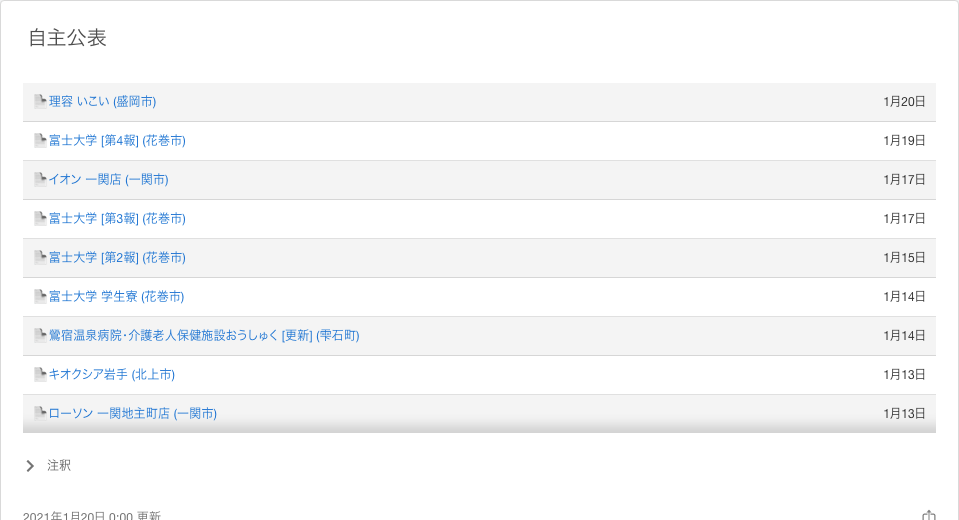 自主公表
理容 いこい (盛岡市) 1月20日
富士大学 [第4報] (花巻市) 1月19日
イオン 一関店 (一関市) 1月17日
富士大学 [第3報] (花巻市) 1月17日
富士大学 [第2報] (花巻市) 1月15日
富士大学 学生寮 (花巻市) 1月14日
鶯宿温泉病院・介護老人保健施設おうしゅく [更新] (雫石町) 1月14日
キオクシア岩手 (北上市) 1月13日
ローソン 一関地主町店 (一関市) 1月13日
注釈
2021年1月20日 0:00 更新